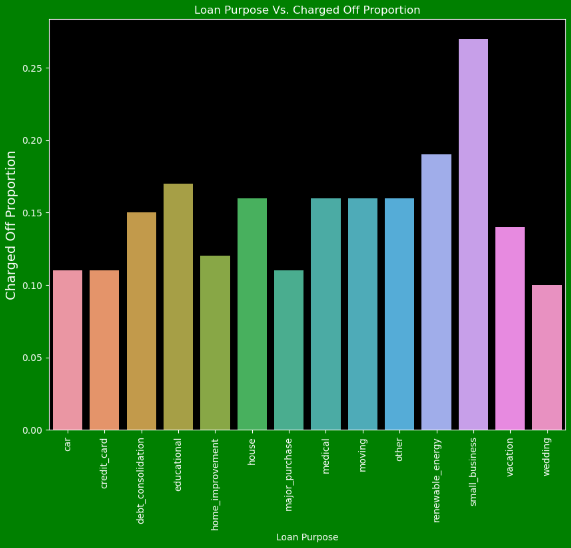 Loan Purpose Vs. Charged Off Proportion
Charged Off Proportion
0.25
0.20
0.15
0.10
0.05
0.00
car
credit_card
debt_consolidation
educational
home_improvement
house
major_purchase
medical
moving
other
renewable_energy
small_business
vacation
wedding
Loan Purpose